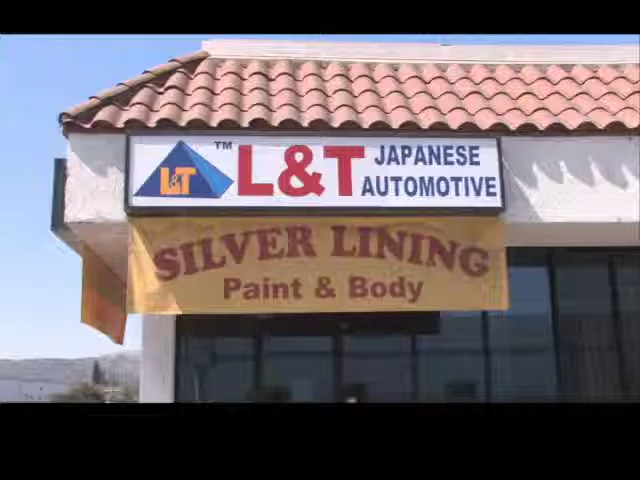 L&T
™
L&T
JAPANESE
AUTOMOTIVE
SILVER LINING
Paint & Body